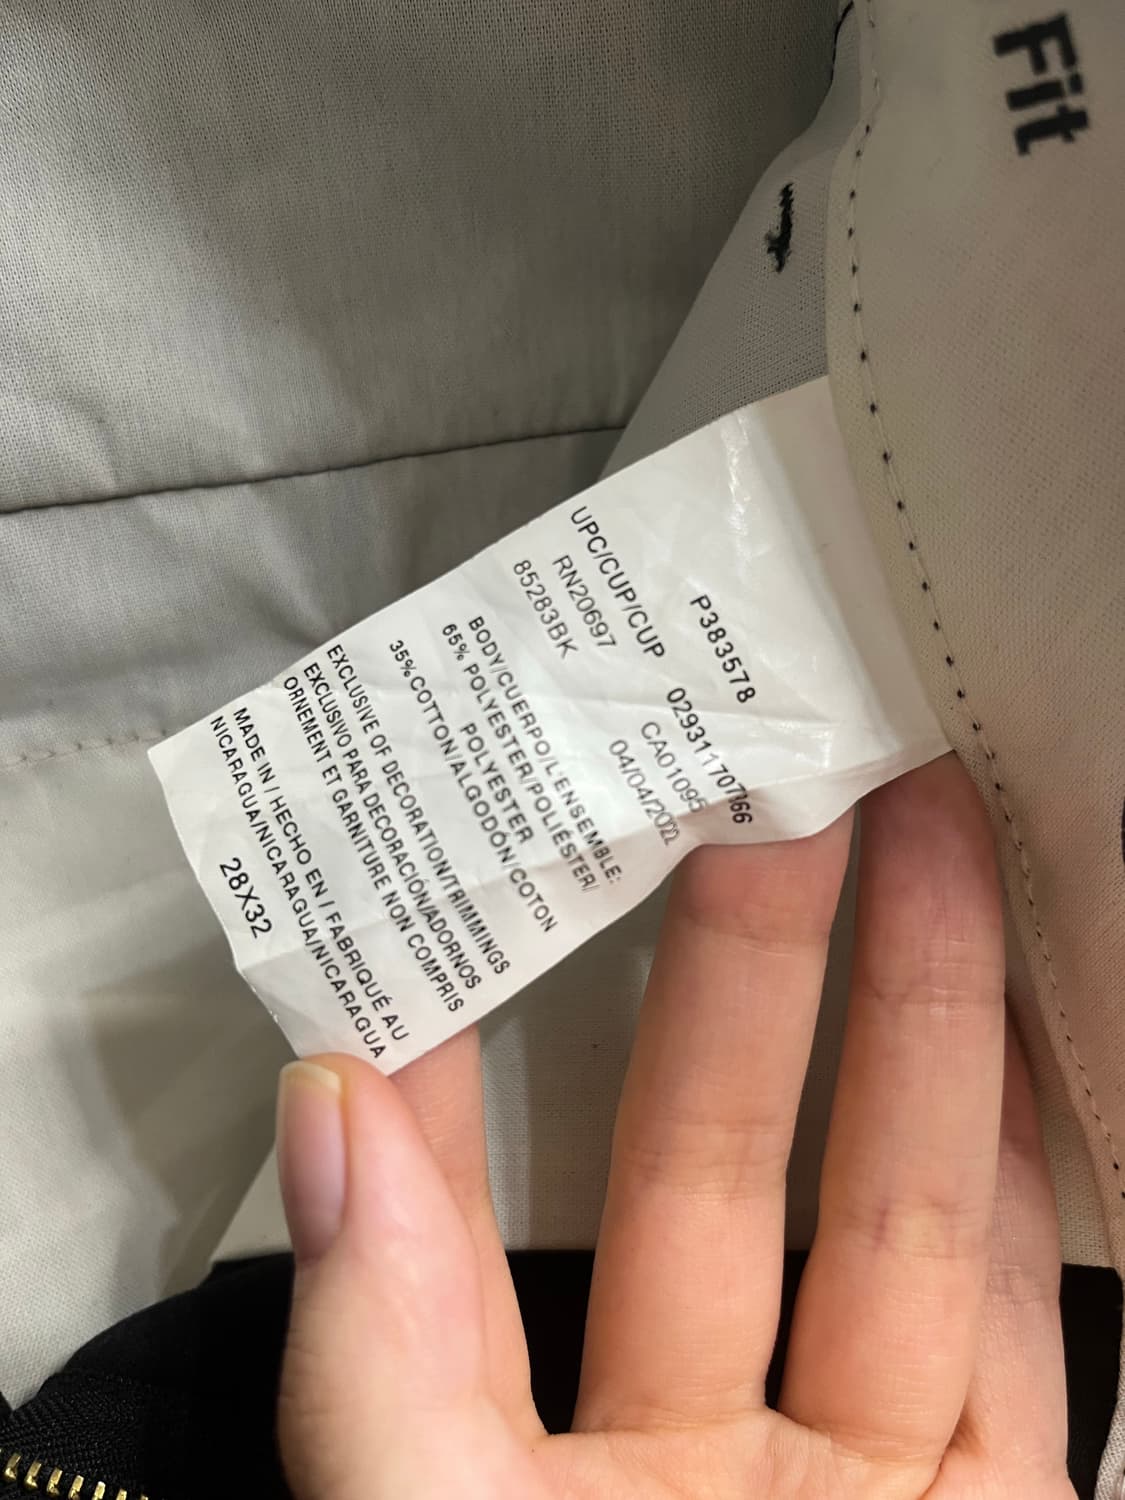 Fit
P383578
UPC/CUP/CUP 029311707166
RN20697 CA01095
85283BK 04/04/2022
BODY/CUERPO/L'ENSEMBLE:
65% POLYESTER/POLIÉSTER/
POLYESTER
35%COTTON/ALGODÓN/COTON
EXCLUSIVE OF DECORATION/TRIMMINGS
EXCLUSIVO PARA DECORACIÓN/ADORNOS
ORNEMENT ET GARNITURE NON COMPRIS
MADE IN / HECHO EN / FABRIQUÉ AU
NICARAGUA/NICARAGUA/NICARAGUA
28X32